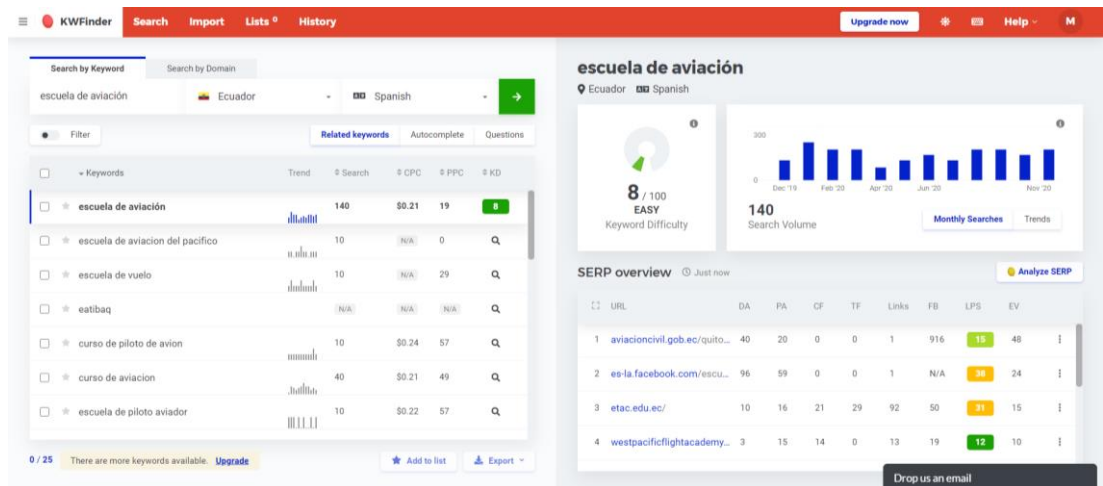 KWFinder Search Import Lists 0 History Upgrade now Help M
Search by Keyword Search by Domain
escuela de aviación Ecuador Spanish
Filter Related keywords Autocomplete Questions
Keywords Trend Search CPC PPC KD
escuela de aviación 140 $0.21 19 8
escuela de aviacion del pacifico 10 N/A 0
escuela de vuelo 10 N/A 29
eatibaq N/A N/A N/A
curso de piloto de avion 10 $0.24 57
curso de aviacion 40 $0.21 49
escuela de piloto aviador 10 $0.22 57
0 / 25 There are more keywords available. Upgrade Add to list Export
escuela de aviación
Ecuador Spanish
8 / 100
EASY
Keyword Difficulty
300
0
Dec '19 Feb '20 Apr '20 Jun '20 Nov '20
140
Search Volume
Monthly Searches Trends
SERP overview Just now Analyze SERP
URL DA PA CF TF Links FB LPS EV
1 aviacioncivil.gob.ec/quito... 40 20 0 0 1 916 15 48
2 es-la.facebook.com/escu... 96 59 0 0 1 N/A 38 24
3 etac.edu.ec/ 10 16 21 29 92 50 31 15
4 westpacificflightacademy... 3 15 14 0 13 19 12 10
Drop us an email